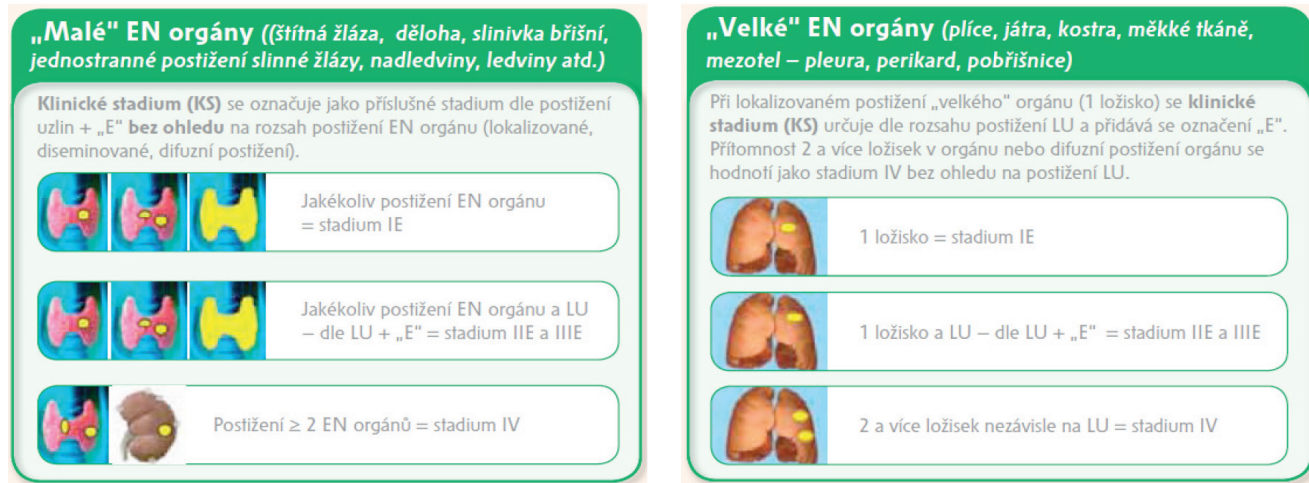 „Malé“ EN orgány ((štítná žláza, děloha, slinivka břišní,
jednostranné postižení slinné žlázy, nadledviny, ledviny atd.)
Klinické stadium (KS) se označuje jako příslušné stadium dle postižení
uzlin + „E“ bez ohledu na rozsah postižení EN orgánu (lokalizované,
diseminované, difuzní postižení).
Jakékoliv postižení EN orgánu
= stadium IE
Jakékoliv postižení EN orgánu a LU
– dle LU + „E“ = stadium IIE a IIIE
Postižení ≥ 2 EN orgánů = stadium IV
„Velké“ EN orgány (plíce, játra, kostra, měkké tkáně,
mezotel – pleura, perikard, pobřišnice)
Při lokalizovaném postižení „velkého“ orgánu (1 ložisko) se klinické
stadium (KS) určuje dle rozsahu postižení LU a přidává se označení „E“.
Přítomnost 2 a více ložisek v orgánu nebo difuzní postižení orgánu se
hodnotí jako stadium IV bez ohledu na postižení LU.
1 ložisko = stadium IE
1 ložisko a LU – dle LU + „E“ = stadium IIE a IIIE
2 a více ložisek nezávisle na LU = stadium IV